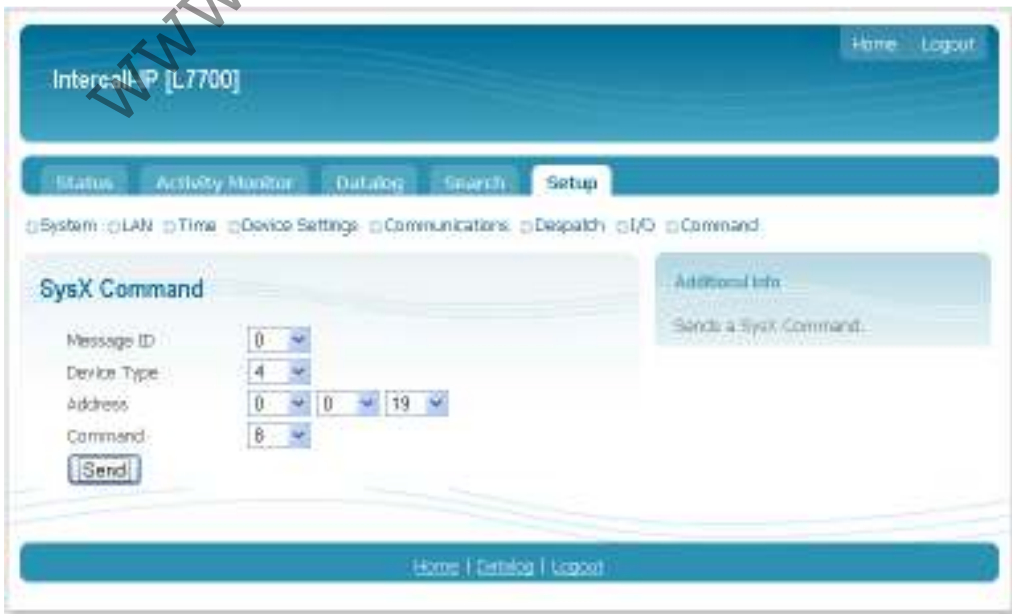 Home Logout
Intercall-IP [L7700]
www
Status Activity Monitor Datalog Search Setup
System LAN Time Device Settings Communications Despatch I/O Command
SysX Command
Additional Info
Sends a SysX Command.
Message ID 0
Device Type 4
Address 0 0 19
Command 8
Send
Home | Datalog | Logout